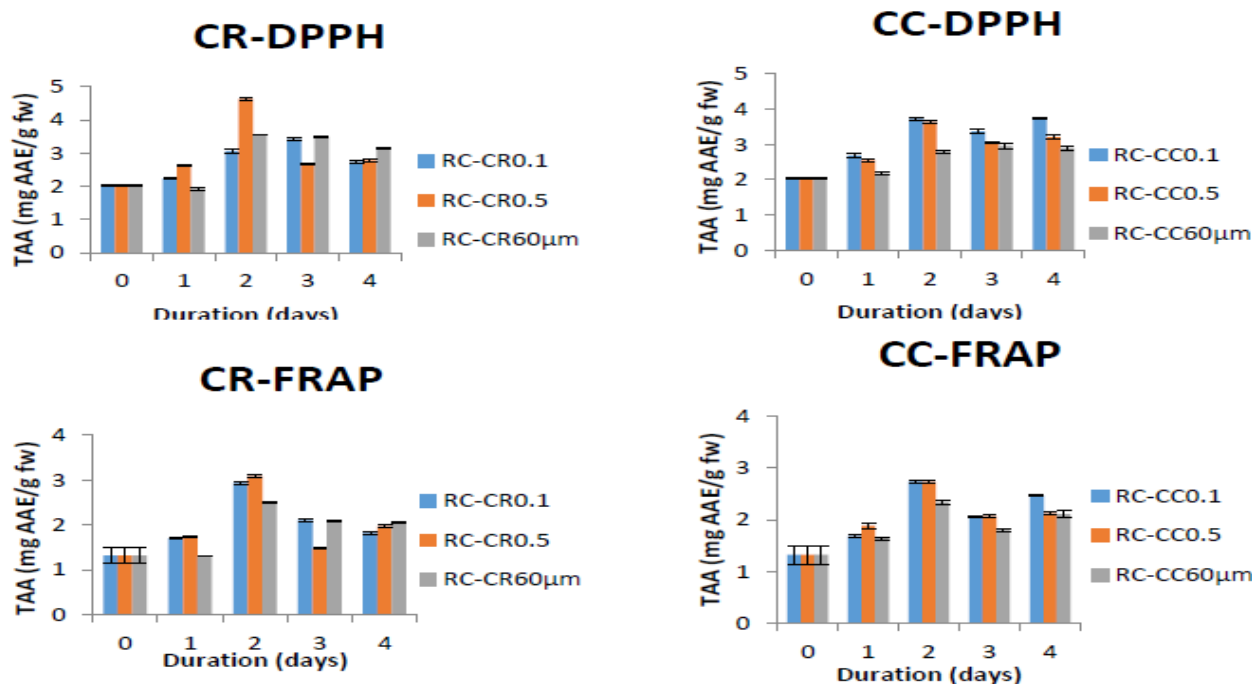 CR-DPPH
TAA (mg AAE/g fw)
5
4
3
2
1
0
0 1 2 3 4
Duration (days)
RC-CR0.1
RC-CR0.5
RC-CR60µm
CC-DPPH
TAA (mg AAE/g fw)
5
4
3
2
1
0
0 1 2 3 4
Duration (days)
RC-CC0.1
RC-CC0.5
RC-CC60µm
CR-FRAP
TAA (mg AAE/g fw)
4
3
2
1
0
0 1 2 3 4
Duration (days)
RC-CR0.1
RC-CR0.5
RC-CR60µm
CC-FRAP
TAA (mg AAE/g fw)
4
3
2
1
0
0 1 2 3 4
Duration (days)
RC-CC0.1
RC-CC0.5
RC-CC60µm